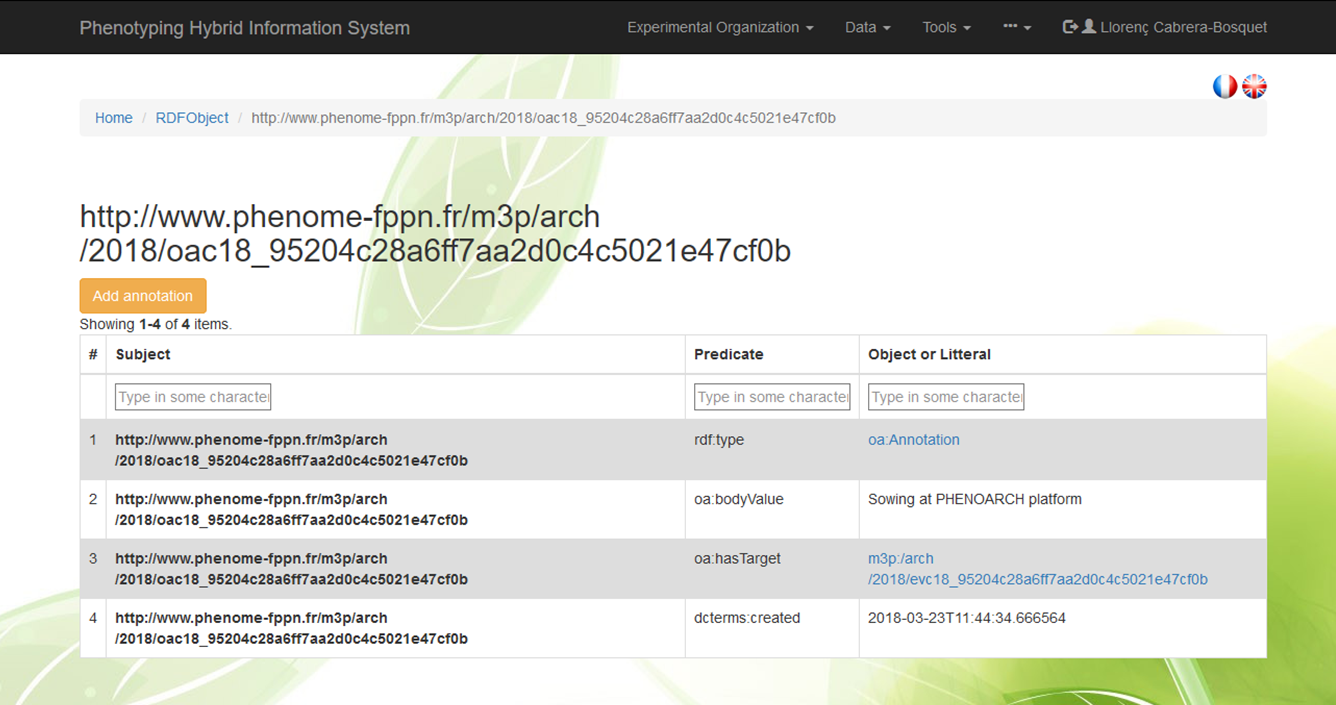 Phenotyping Hybrid Information System Experimental Organization Data Tools ••• Llorenç Cabrera-Bosquet
Home / RDFObject / http://www.phenome-fppn.fr/m3p/arch/2018/oac18_95204c28a6ff7aa2d0c4c5021e47cf0b
http://www.phenome-fppn.fr/m3p/arch
/2018/oac18_95204c28a6ff7aa2d0c4c5021e47cf0b
Add annotation
Showing 1-4 of 4 items.
# Subject Predicate Object or Litteral
Type in some character Type in some character Type in some character
1 http://www.phenome-fppn.fr/m3p/arch rdf:type oa:Annotation
/2018/oac18_95204c28a6ff7aa2d0c4c5021e47cf0b
2 http://www.phenome-fppn.fr/m3p/arch oa:bodyValue Sowing at PHENOARCH platform
/2018/oac18_95204c28a6ff7aa2d0c4c5021e47cf0b
3 http://www.phenome-fppn.fr/m3p/arch oa:hasTarget m3p:/arch
/2018/oac18_95204c28a6ff7aa2d0c4c5021e47cf0b /2018/evc18_95204c28a6ff7aa2d0c4c5021e47cf0b
4 http://www.phenome-fppn.fr/m3p/arch dcterms:created 2018-03-23T11:44:34.666564
/2018/oac18_95204c28a6ff7aa2d0c4c5021e47cf0b